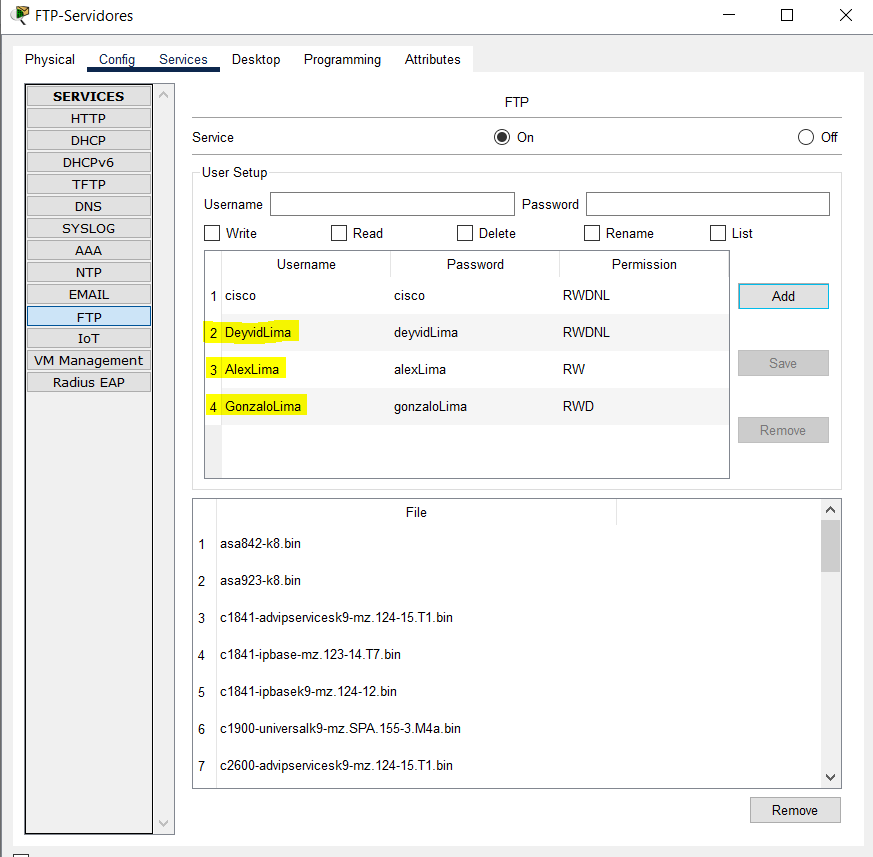 FTP-Servidores
Physical Config Services Desktop Programming Attributes
SERVICES
HTTP
DHCP
DHCPv6
TFTP
DNS
SYSLOG
AAA
NTP
EMAIL
FTP
IoT
VM Management
Radius EAP
FTP
Service On Off
User Setup
Username Password
Write Read Delete Rename List
Username Password Permission
1 cisco cisco RWDNL
2 DeyvidLima deyvidLima RWDNL
3 AlexLima alexLima RW
4 GonzaloLima gonzaloLima RWD
Add
Save
Remove
File
1 asa842-k8.bin
2 asa923-k8.bin
3 c1841-advipservicesk9-mz.124-15.T1.bin
4 c1841-ipbase-mz.123-14.T7.bin
5 c1841-ipbasek9-mz.124-12.bin
6 c1900-universalk9-mz.SPA.155-3.M4a.bin
7 c2600-advipservicesk9-mz.124-15.T1.bin
Remove